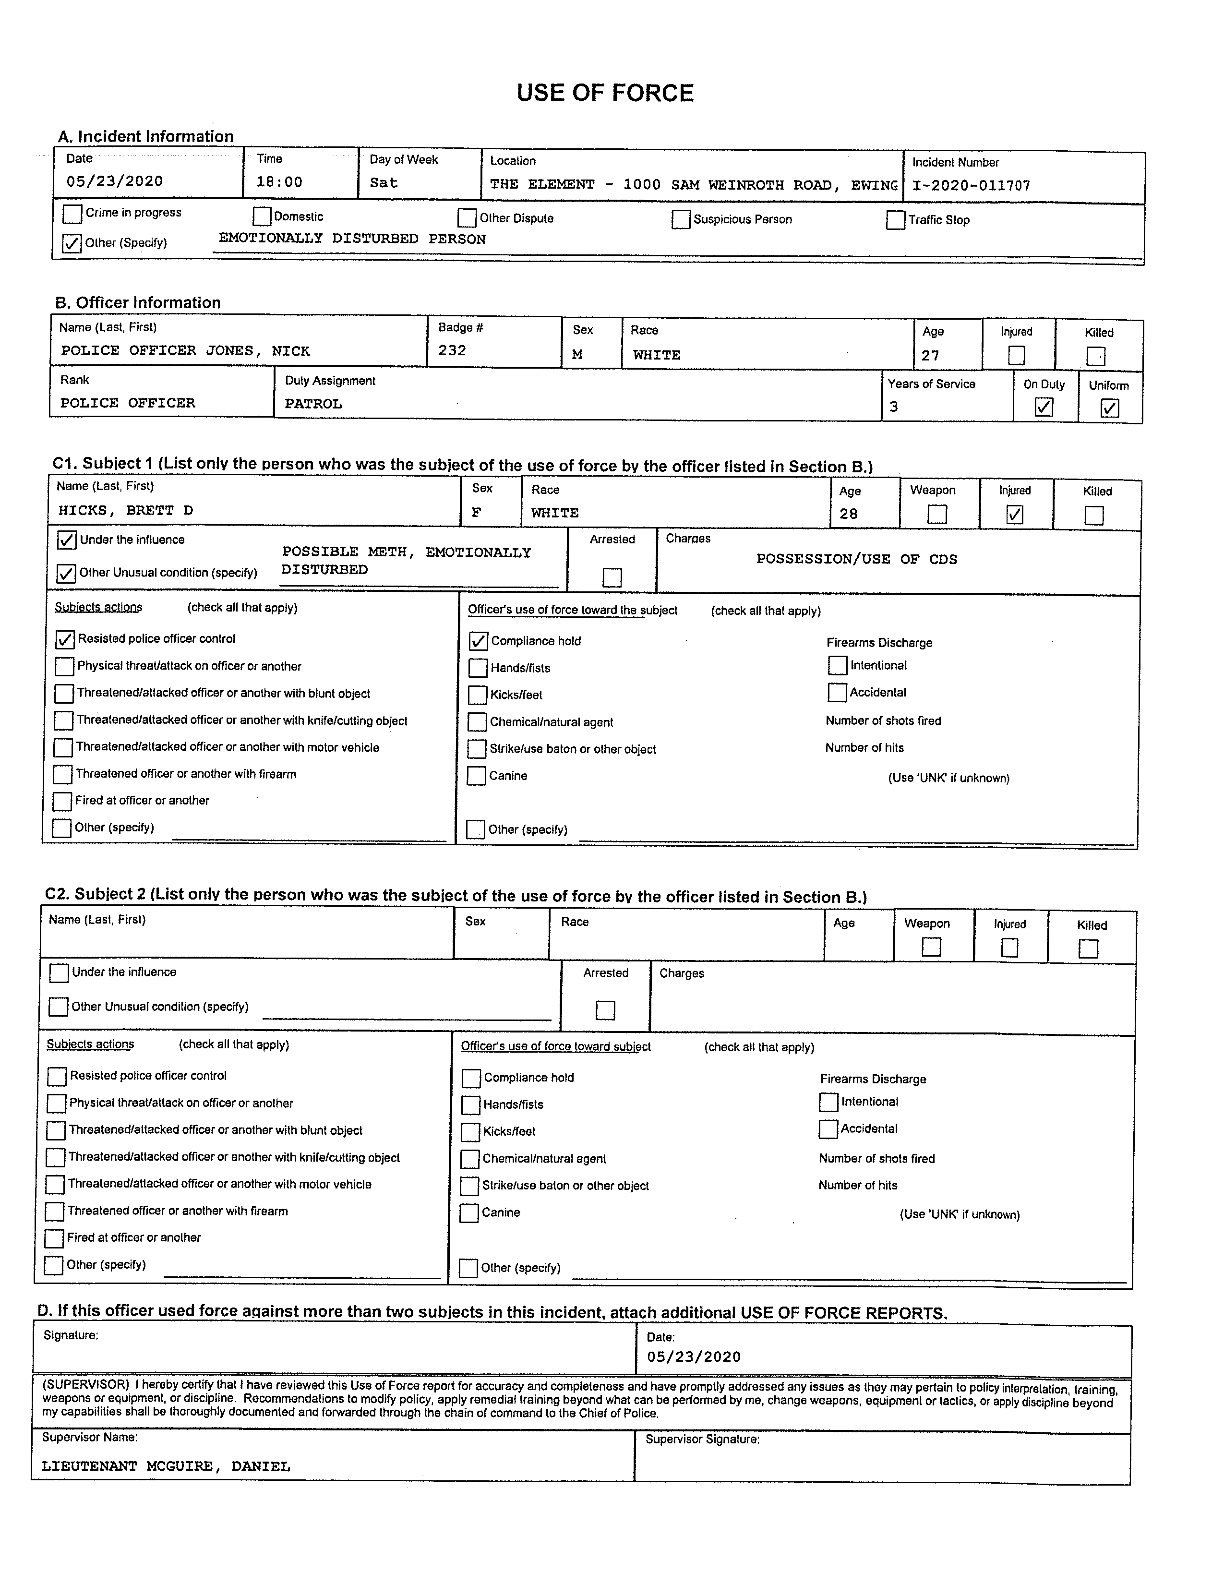 USE OF FORCE
A. Incident Information
Date Time Day of Week Location Incident Number
05/23/2020 18:00 Sat THE ELEMENT - 1000 SAM WEINROTH ROAD, EWING I-2020-011707
Crime in progress Domestic Other Dispute Suspicious Person Traffic Stop
Other (Specify) EMOTIONALLY DISTURBED PERSON
B. Officer Information
Name (Last, First) Badge # Sex Race Age Injured Killed
POLICE OFFICER JONES, NICK 232 M WHITE 27
Rank Duty Assignment Years of Service On Duty Uniform
POLICE OFFICER PATROL 3
C1. Subject 1 (List only the person who was the subject of the use of force by the officer listed in Section B.)
Name (Last, First) Sex Race Age Weapon Injured Killed
HICKS, BRETT D F WHITE 28
Under the influence Arrested Charges
POSSIBLE METH, EMOTIONALLY POSSESSION/USE OF CDS
Other Unusual condition (specify) DISTURBED
Subjects actions (check all that apply) Officer's use of force toward the subject (check all that apply)
Resisted police officer control Compliance hold Firearms Discharge
Physical threat/attack on officer or another Hands/fists Intentional
Threatened/attacked officer or another with blunt object Kicks/feet Accidental
Threatened/attacked officer or another with knife/cutting object Chemical/natural agent Number of shots fired
Threatened/attacked officer or another with motor vehicle Strike/use baton or other object Number of hits
Threatened officer or another with firearm Canine (Use 'UNK' if unknown)
Fired at officer or another
Other (specify) Other (specify)
C2. Subject 2 (List only the person who was the subject of the use of force by the officer listed in Section B.)
Name (Last, First) Sex Race Age Weapon Injured Killed
Under the influence Arrested Charges
Other Unusual condition (specify)
Subjects actions (check all that apply) Officer's use of force toward subject (check all that apply)
Resisted police officer control Compliance hold Firearms Discharge
Physical threat/attack on officer or another Hands/fists Intentional
Threatened/attacked officer or another with blunt object Kicks/feet Accidental
Threatened/attacked officer or another with knife/cutting object Chemical/natural agent Number of shots fired
Threatened/attacked officer or another with motor vehicle Strike/use baton or other object Number of hits
Threatened officer or another with firearm Canine (Use 'UNK' if unknown)
Fired at officer or another
Other (specify) Other (specify)
D. If this officer used force against more than two subjects in this incident, attach additional USE OF FORCE REPORTS.
Signature: Date:
05/23/2020
(SUPERVISOR) I hereby certify that I have reviewed this Use of Force report for accuracy and completeness and have promptly addressed any issues as they may pertain to policy interpretation, training,
weapons or equipment, or discipline. Recommendations to modify policy, apply remedial training beyond what can be performed by me, change weapons, equipment or tactics, or apply discipline beyond
my capabilities shall be thoroughly documented and forwarded through the chain of command to the Chief of Police.
Supervisor Name: Supervisor Signature:
LIEUTENANT MCGUIRE, DANIEL